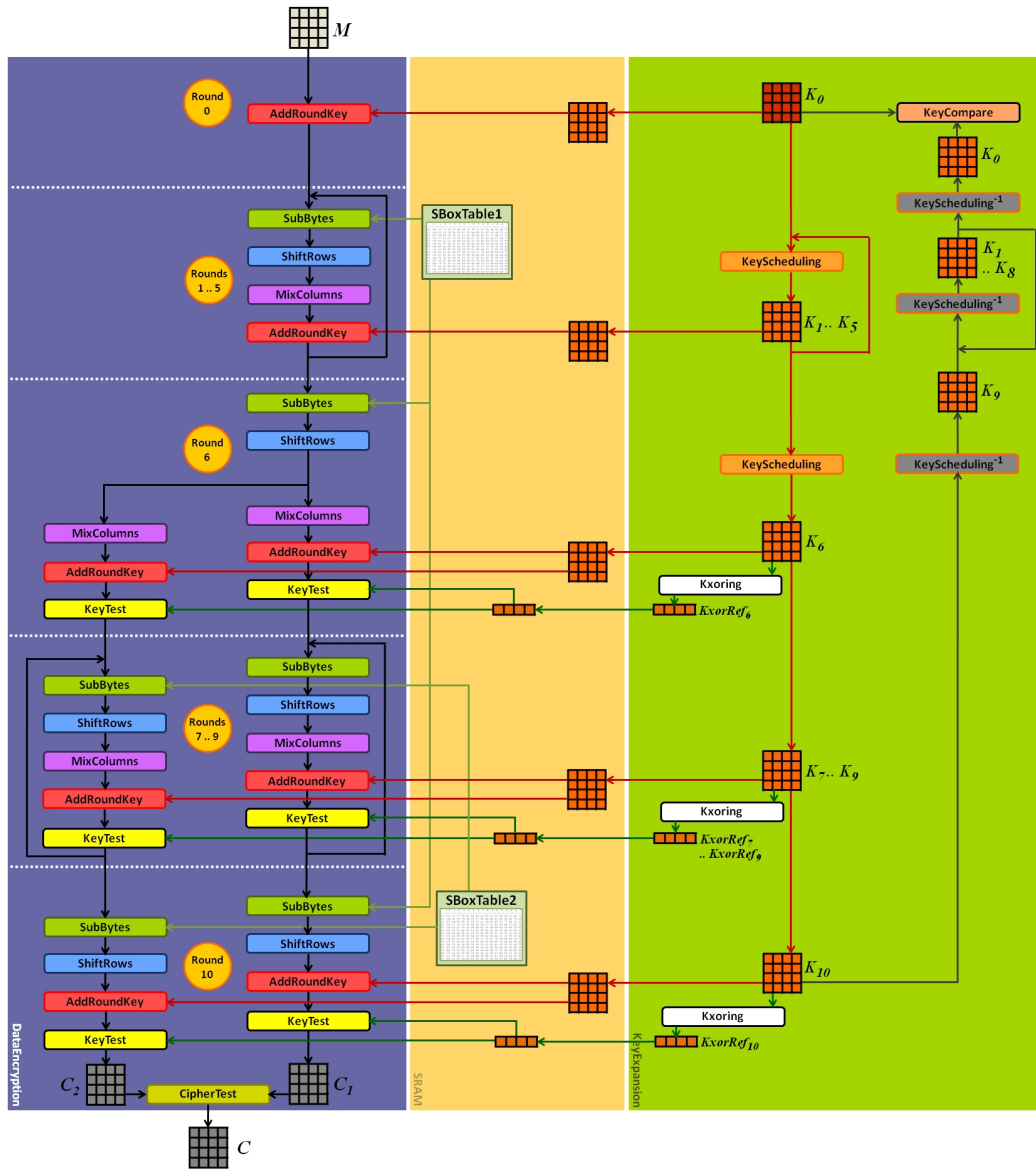 M
Round
0
AddRoundKey
K0
KeyCompare
K0
KeyScheduling-1
SubBytes
SBoxTable1
ShiftRows
KeyScheduling
K1
.. K8
Rounds
1 .. 5
MixColumns
KeyScheduling-1
AddRoundKey
K1.. K5
SubBytes
K9
Round
6
ShiftRows
KeyScheduling
KeyScheduling-1
MixColumns
MixColumns
AddRoundKey
K6
AddRoundKey
KeyTest
Kxoring
KeyTest
KxorRef6
SubBytes
SubBytes
ShiftRows
ShiftRows
Rounds
7 .. 9
MixColumns
MixColumns
AddRoundKey
K7.. K9
AddRoundKey
KeyTest
Kxoring
KeyTest
KxorRef7
.. KxorRef9
SubBytes
SBoxTable2
SubBytes
ShiftRows
ShiftRows
Round
10
AddRoundKey
K10
AddRoundKey
KeyTest
Kxoring
KeyTest
KxorRef10
DataEncryption
SRAM
KeyExpansion
C2
CipherTest
C1
C